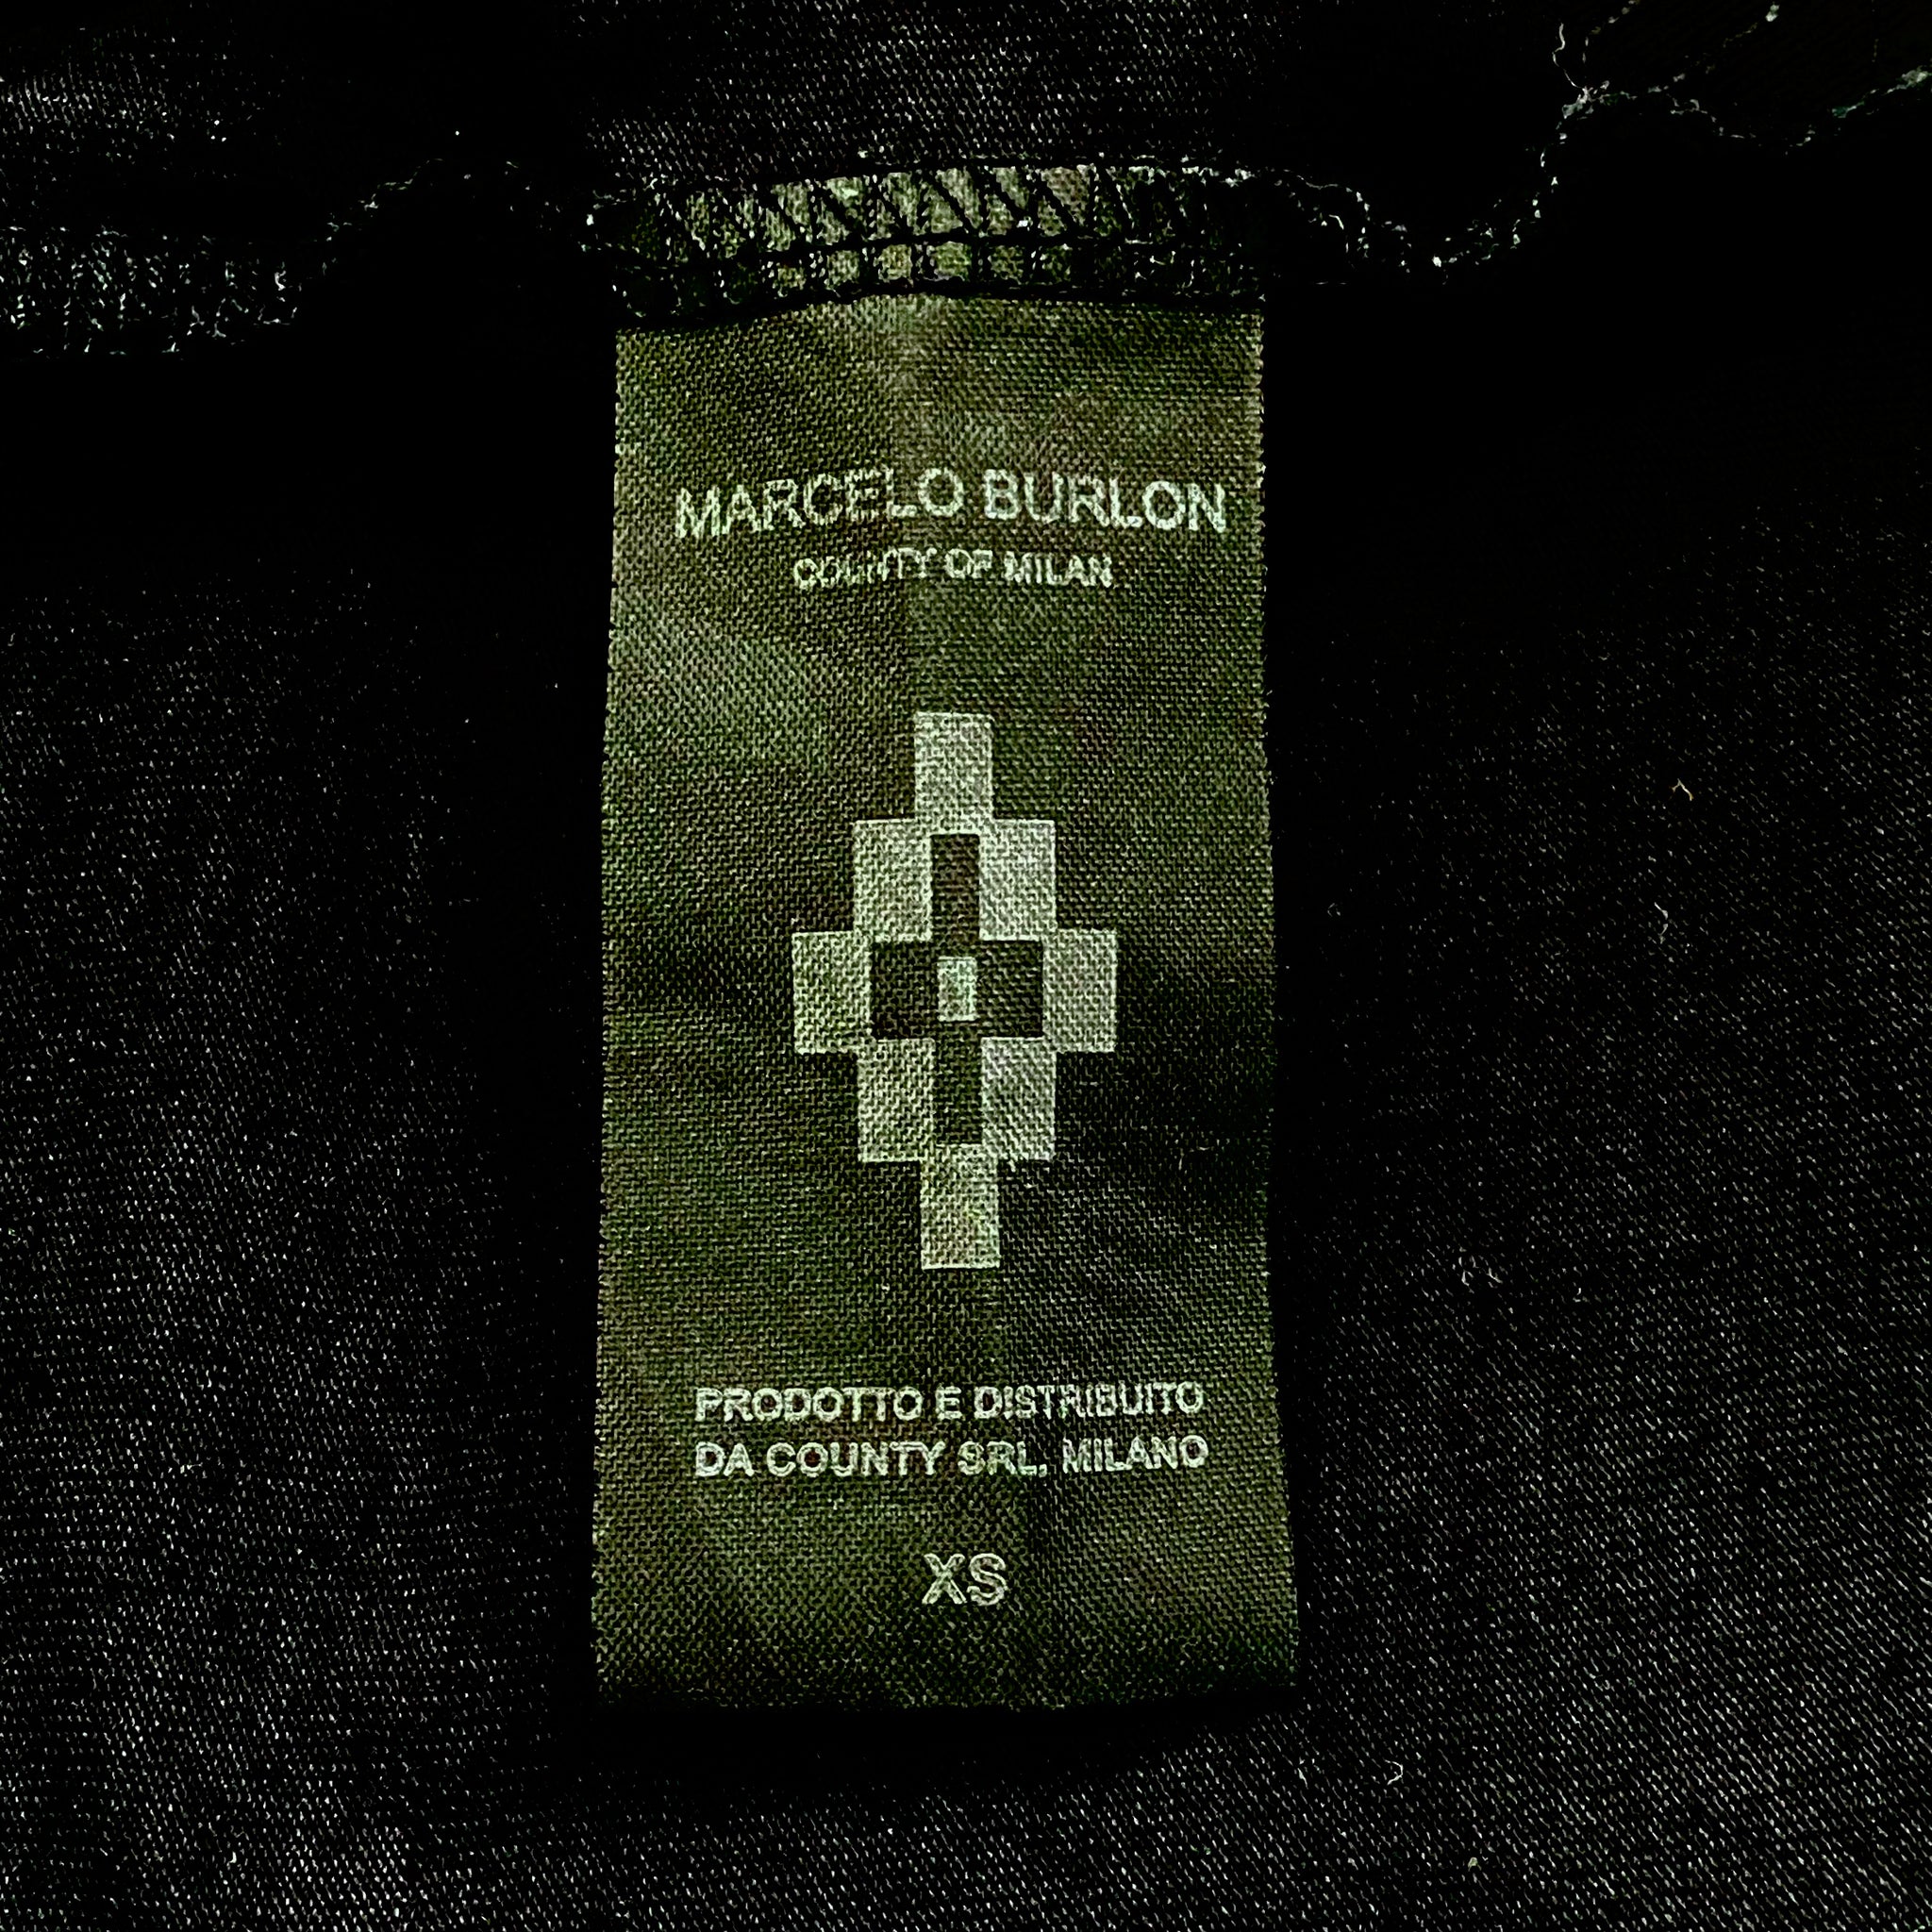 MARCELO BURLON
COUNTY OF MILAN
PRODOTTO E DISTRIBUITO
DA COUNTY SRL, MILANO
XS